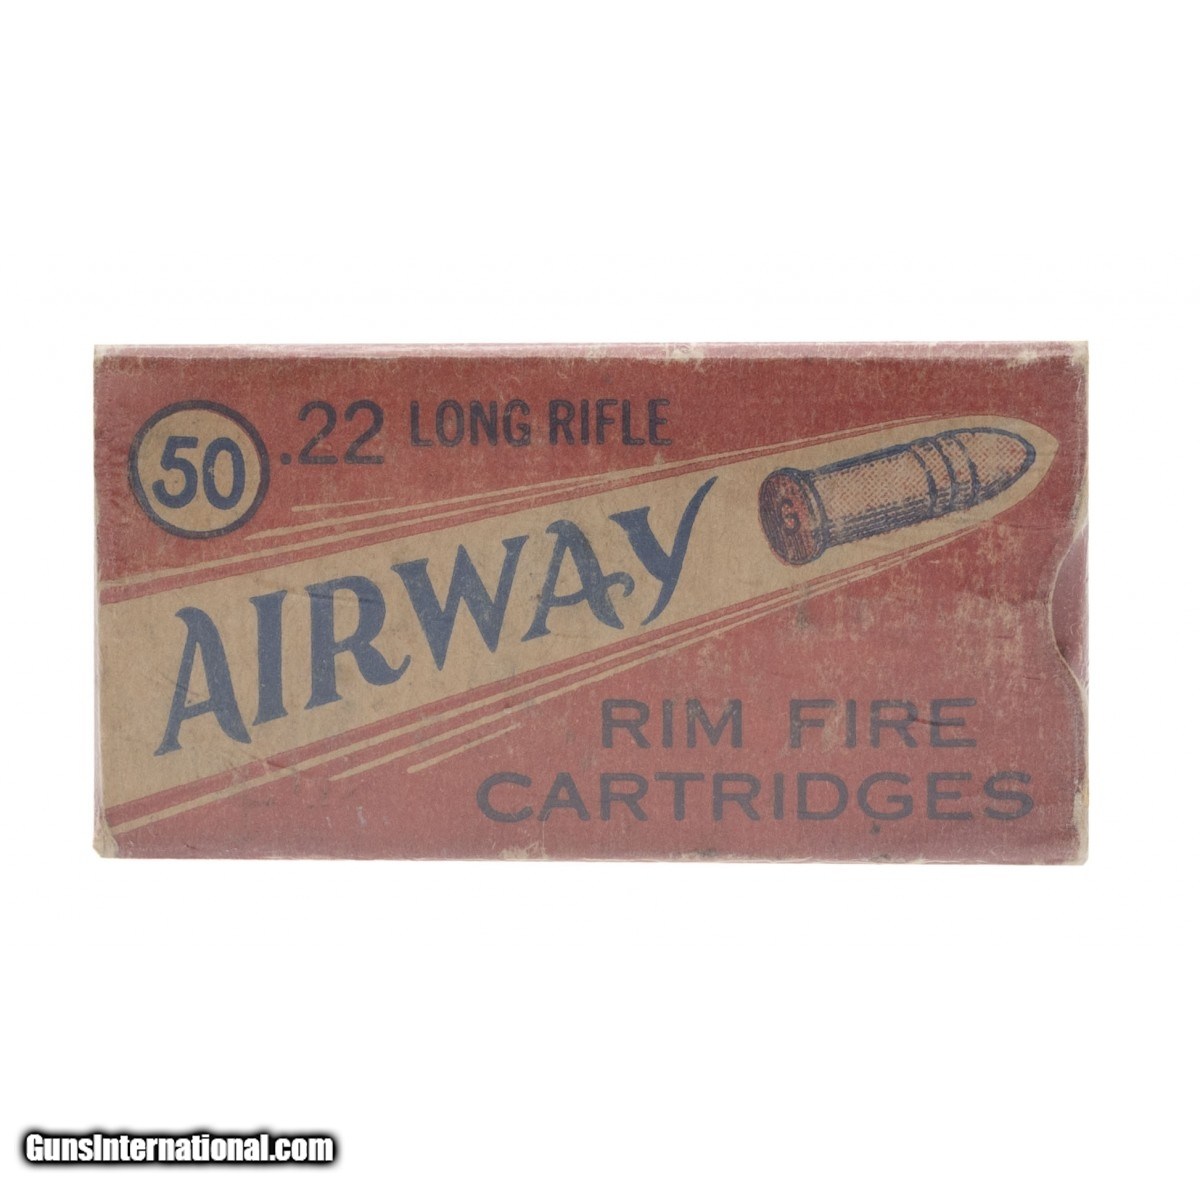 50
.22 LONG RIFLE
AIRWAY
G
RIM FIRE
CARTRIDGES
GunsInternational.com